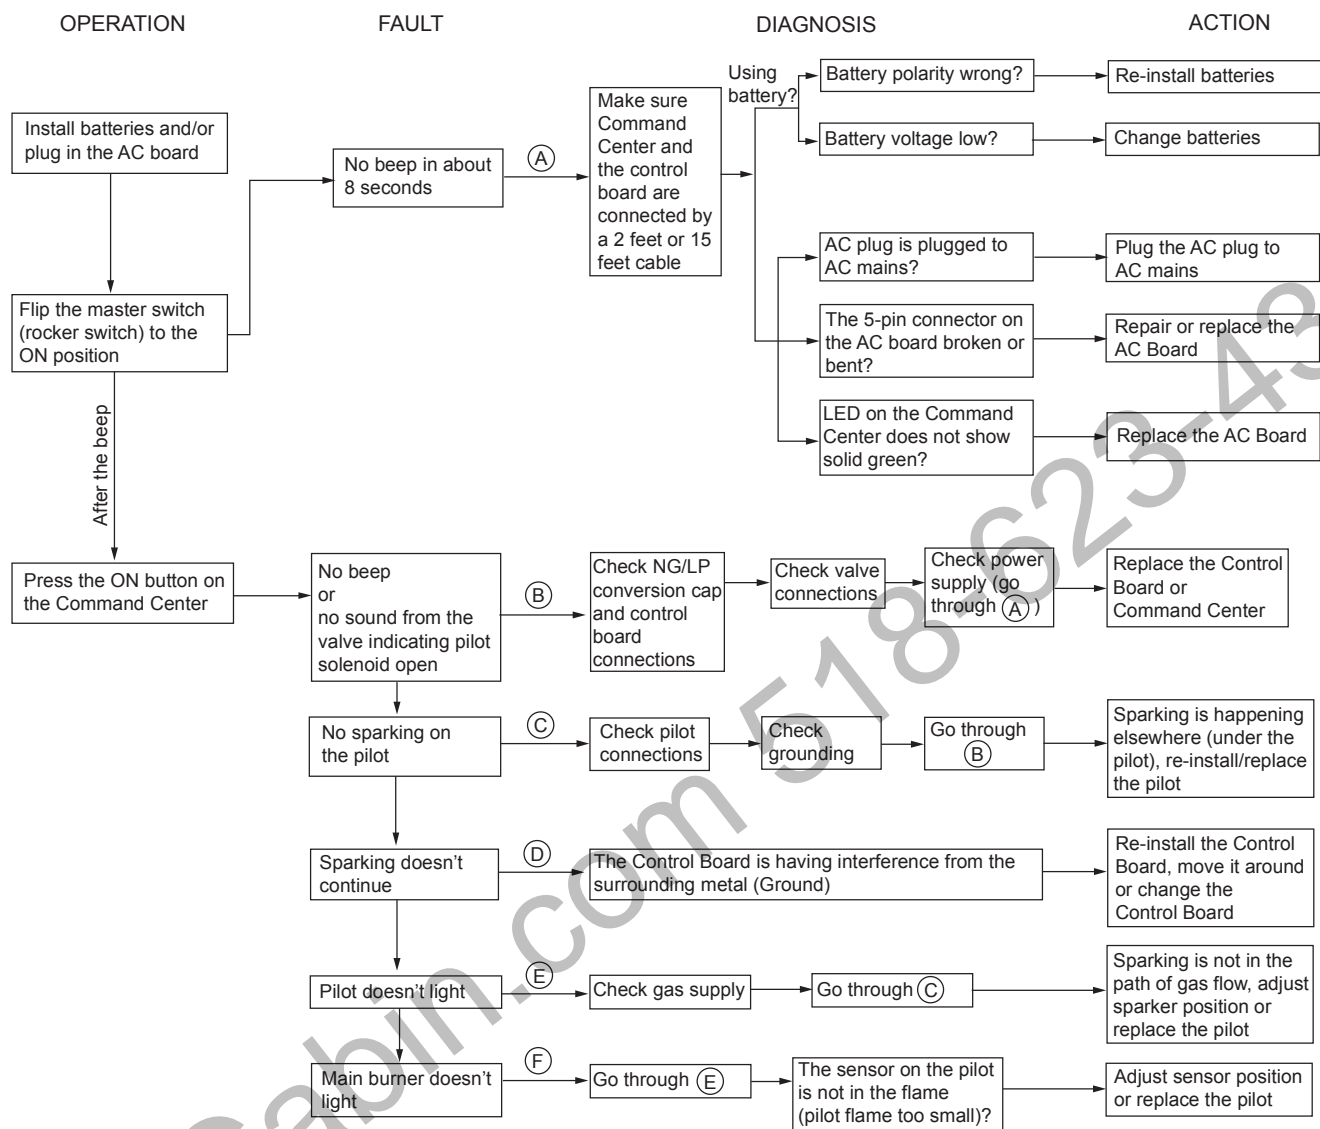 OPERATION
FAULT
DIAGNOSIS
ACTION
Install batteries and/or
plug in the AC board
Flip the master switch
(rocker switch) to the
ON position
After the beep
Press the ON button on
the Command Center
No beep in about
8 seconds
A
Make sure
Command
Center and
the control
board are
connected by
a 2 feet or 15
feet cable
Using
battery?
Battery polarity wrong?
Re-install batteries
Battery voltage low?
Change batteries
AC plug is plugged to
AC mains?
Plug the AC plug to
AC mains
The 5-pin connector on
the AC board broken or
bent?
Repair or replace the
AC Board
LED on the Command
Center does not show
solid green?
Replace the AC Board
No beep
or
no sound from the
valve indicating pilot
solenoid open
B
Check NG/LP
conversion cap
and control
board
connections
Check valve
connections
Check power
supply (go
through A )
Replace the Control
Board or
Command Center
No sparking on
the pilot
C
Check pilot
connections
Check
grounding
Go through
B
Sparking is happening
elsewhere (under the
pilot), re-install/replace
the pilot
Sparking doesn't
continue
D
The Control Board is having interference from the
surrounding metal (Ground)
Re-install the Control
Board, move it around
or change the
Control Board
Pilot doesn't light
E
Check gas supply
Go through C
Sparking is not in the
path of gas flow, adjust
sparker position or
replace the pilot
Main burner doesn't
light
F
Go through E
The sensor on the pilot
is not in the flame
(pilot flame too small)?
Adjust sensor position
or replace the pilot
Cabin.com 518-623-43